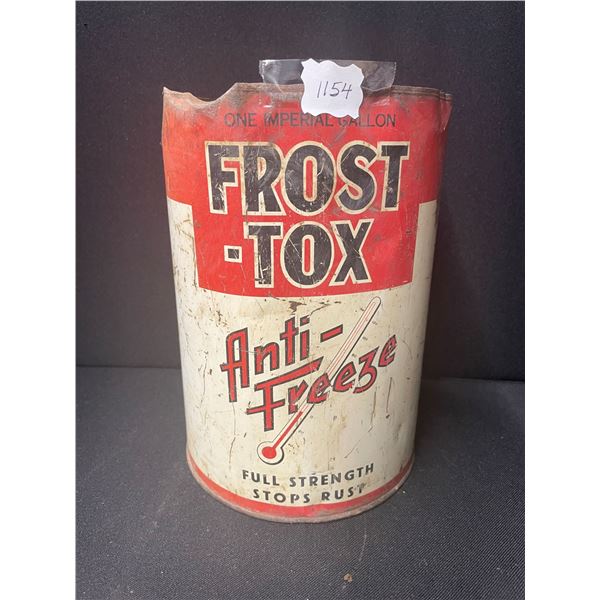 1154
ONE IMPERIAL GALLON
FROST
-TOX
Anti-
Freeze
FULL STRENGTH
STOPS RUST